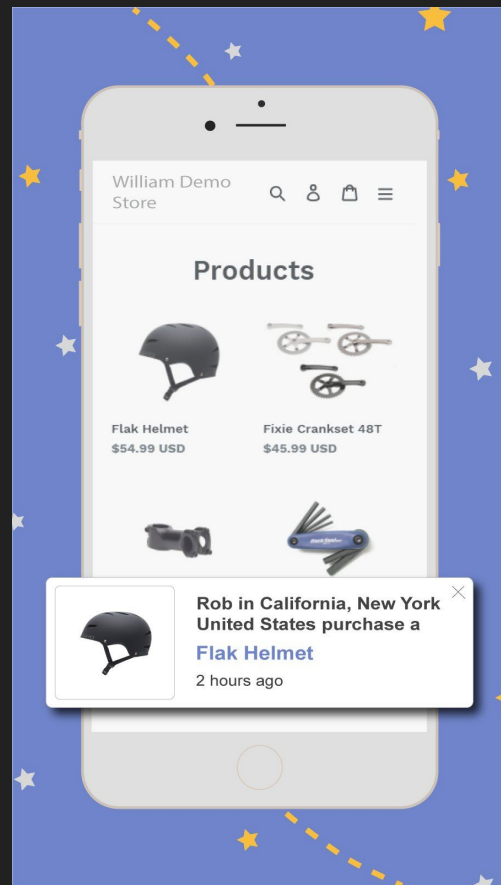 William Demo
Store
Products
Flak Helmet
$54.99 USD
Fixie Crankset 48T
$45.99 USD
Rob in California, New York
United States purchase a
Flak Helmet
2 hours ago